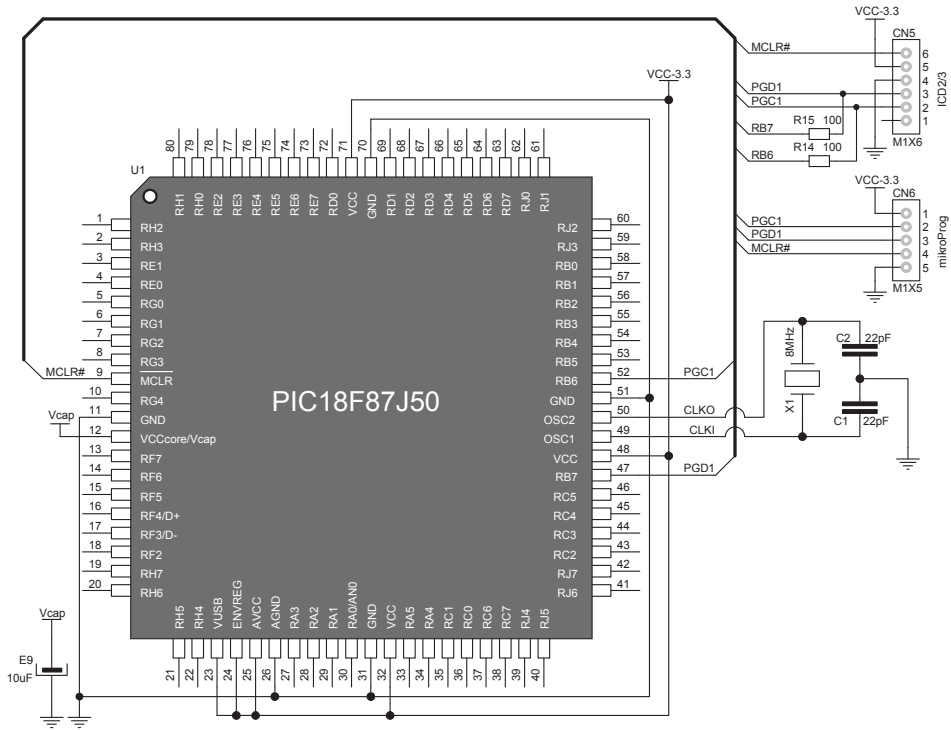 VCC-3.3
CN5
MCLR# 6
5
4
PGD1 3
PGC1 2
1
ICD2/3
R15 100
RB7
R14 100
RB6
M1X6
VCC-3.3
CN6
1
PGC1 2
PGD1 3
MCLR# 4
5
mikroProg
M1X5
VCC-3.3
U1
80 79 78 77 76 75 74 73 72 71 70 69 68 67 66 65 64 63 62 61
RH1 RH0 RE2 RE3 RE4 RE5 RE6 RE7 RD0 VCC GND RD1 RD2 RD3 RD4 RD5 RD6 RD7 RJ0 RJ1
1 RH2
2 RH3
3 RE1
4 RE0
5 RG0
6 RG1
7 RG2
8 RG3
MCLR# 9 MCLR
10 RG4
11 GND
Vcap 12 VCCcore/Vcap
13 RF7
14 RF6
15 RF5
16 RF4/D+
17 RF3/D-
18 RF2
19 RH7
20 RH6
PIC18F87J50
RJ2 60
RJ3 59
RB0 58
RB1 57
RB2 56
RB3 55
RB4 54
RB5 53
RB6 52 PGC1
GND 51
OSC2 50 CLKO
OSC1 49 CLKI
VCC 48
RB7 47 PGD1
RC5 46
RC4 45
RC3 44
RC2 43
RJ7 42
RJ6 41
8MHz
X1
C2 22pF
C1 22pF
RH5 RH4 VUSB ENVREG AVCC AGND RA3 RA2 RA1 RA0/AN0 GND VCC RA5 RA4 RC1 RC0 RC6 RC7 RJ4 RJ5
21 22 23 24 25 26 27 28 29 30 31 32 33 34 35 36 37 38 39 40
Vcap
E9
10uF